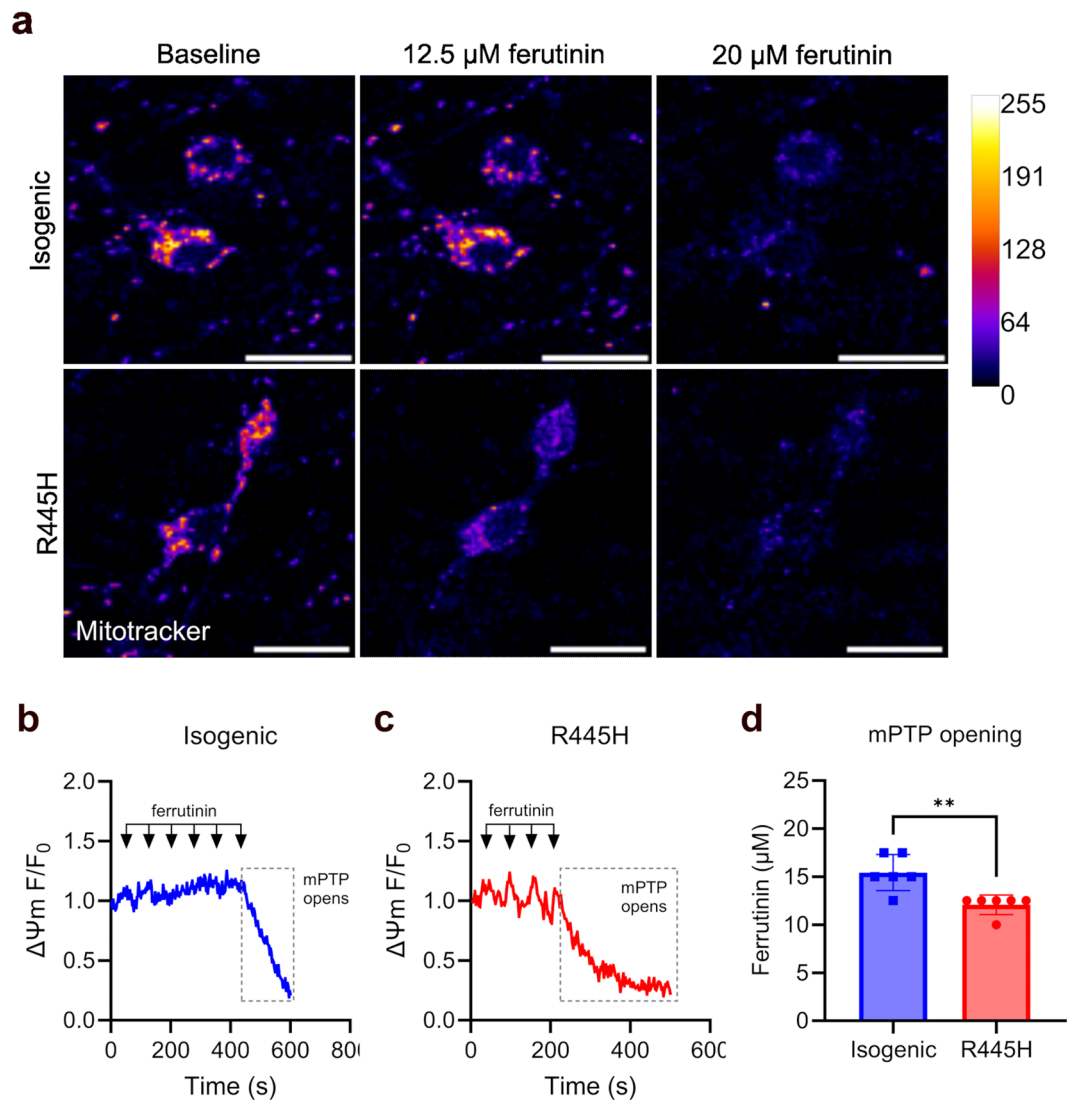 a
Baseline
12.5 µM ferutinin
20 µM ferutinin
Isogenic
255
191
128
64
0
R445H
Mitotracker
b
Isogenic
2.0
1.5
1.0
0.5
0.0
ferrutinin
mPTP
opens
ΔΨm F/F0
0
200
400
600
80
Time (s)
c
R445H
2.0
1.5
1.0
0.5
0.0
ferrutinin
mPTP
opens
ΔΨm F/F0
0
200
400
600
Time (s)
d
mPTP opening
25
20
15
10
5
0
**
Ferrutinin (µM)
Isogenic
R445H